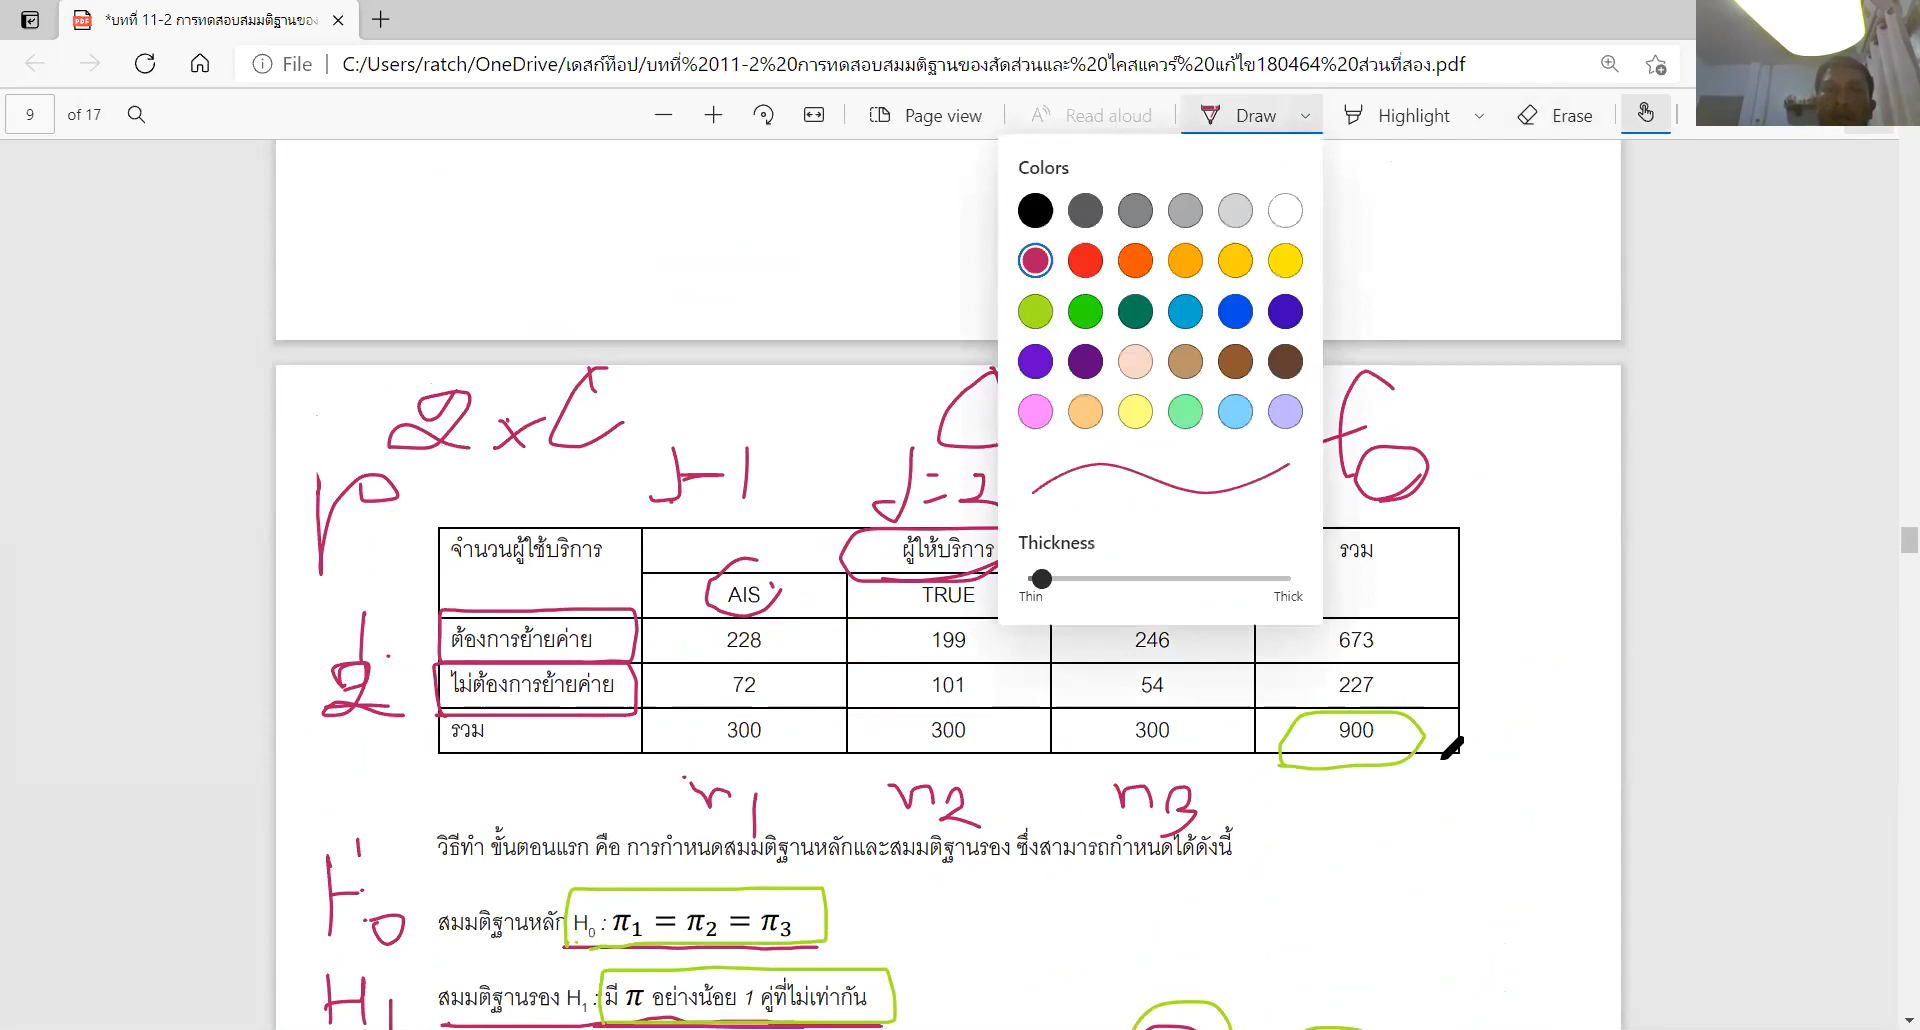 *บทที่ 11-2 การทดสอบสมมติฐานของ
File C:/Users/ratch/OneDrive/เดสก์ท็อป/บทที่%2011-2%20การทดสอบสมมติฐานของสัดส่วนและ%20ไคสแควร์%20แก้ไข180464%20ส่วนที่สอง.pdf
9 of 17 Page view Read aloud Draw Highlight Erase
Colors
2 x C
r
J=1
J=2
Thickness
Thin Thick
จำนวนผู้ใช้บริการ ผู้ให้บริการ รวม
AIS TRUE
ต้องการย้ายค่าย 228 199 246 673
ไม่ต้องการย้ายค่าย 72 101 54 227
รวม 300 300 300 900
2
n1 n2 n3
วิธีทำ ขั้นตอนแรก คือ การกำหนดสมมติฐานหลักและสมมติฐานรอง ซึ่งสามารถกำหนดได้ดังนี้
H0
สมมติฐานหลัก H0 : π1 = π2 = π3
H1
สมมติฐานรอง H1 : มี π อย่างน้อย 1 คู่ที่ไม่เท่ากัน